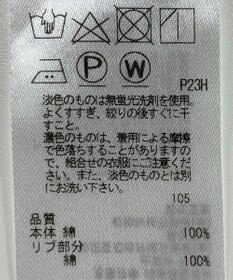 P
W
P23H
淡色のものは無蛍光洗剤を使用。
よくすすぎ、絞りの後すぐに干
すこと。
濃色のものは、着用による摩擦
で色落ちすることがありますの
で、組合せの衣服にご注意くだ
さい。また、淡色のものとは別
にお洗い下さい。
105
品質
本体 綿 100%
リブ部分
綿 100%